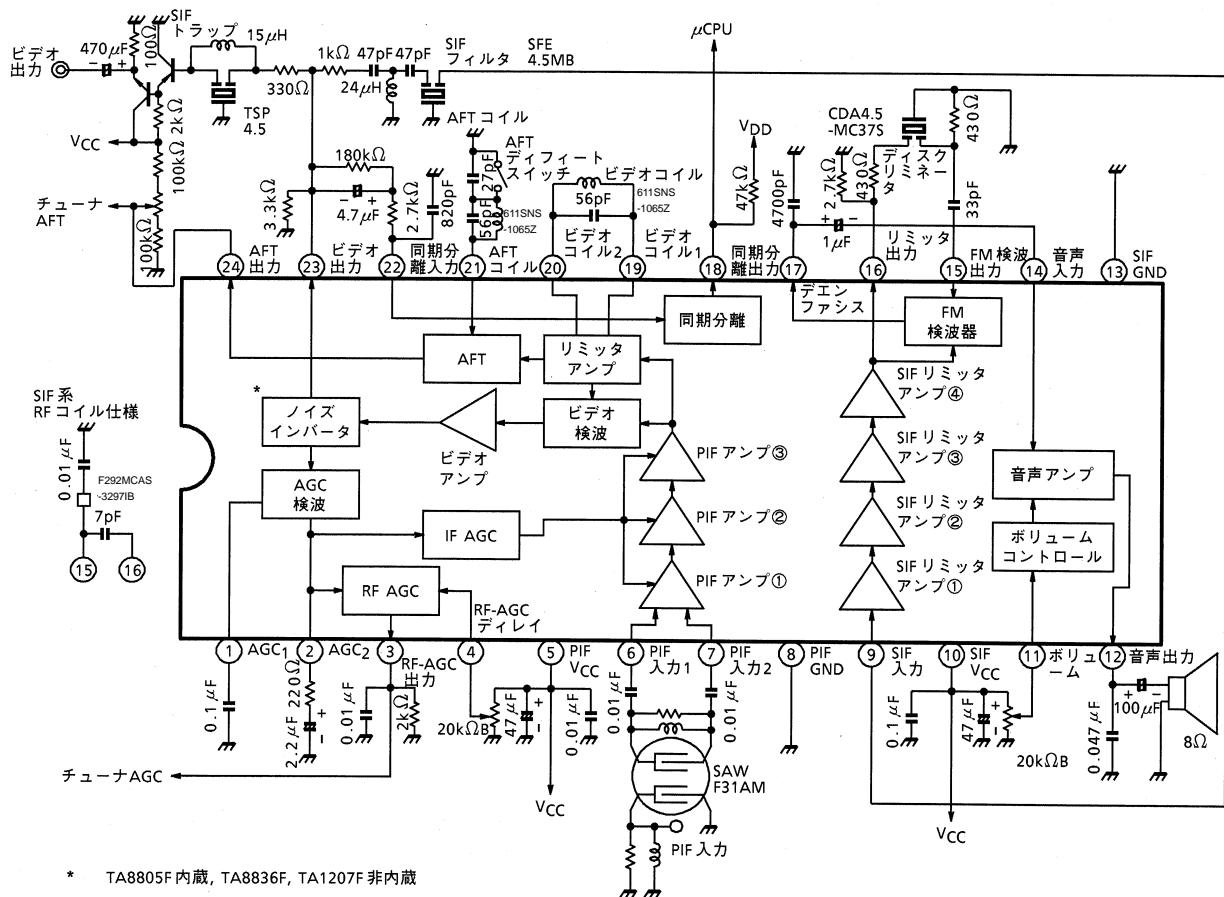 SIF
トラップ
15μH
ビデオ
出力
470μF
－ ＋
100Ω
100Ω
330Ω
TSP
4.5
1kΩ
47pF
47pF
24μH
SIF
フィルタ
SFE
4.5MB
2kΩ
VCC
100kΩ
チューナ
AFT
100kΩ
180kΩ
3.3kΩ
－ ＋
4.7μF
2.7kΩ
820pF
AFTコイル
AFT
ディフィート
スイッチ
27pF
56pF
611SNS
-1065Z
ビデオコイル
56pF
611SNS
-1065Z
μCPU
VDD
47kΩ
4700pF
＋ －
1μF
2.7kΩ
430Ω
CDA4.5
-MC37S
ディスク
リミネー
タ
430Ω
33pF
24 AFT
出力
23 ビデオ
出力
22 同期分
離入力
21 AFT
コイル
20 ビデオ
コイル2
19 ビデオ
コイル1
18 同期分
離出力
17
デエン
ファシス
16 リミッタ
出力
15 FM検波
出力
14 音声
入力
13 SIF
GND
同期分離
FM
検波器
AFT
リミッタ
アンプ
SIFリミッタ
アンプ④
*
ノイズ
インバータ
ビデオ
アンプ
ビデオ
検波
PIFアンプ③
SIFリミッタ
アンプ③
音声アンプ
AGC
検波
IF AGC
PIFアンプ②
SIFリミッタ
アンプ②
ボリューム
コントロール
RF AGC
RF-AGC
ディレイ
PIFアンプ①
SIFリミッタ
アンプ①
SIF系
RFコイル仕様
0.01μF
F292MCAS
-3297IB
7pF
15
16
1 AGC1
2 AGC2
3 RF-AGC
出力
4
5 PIF
VCC
6 PIF
入力1
7 PIF
入力2
8 PIF
GND
9 SIF
入力
10 SIF
VCC
11 ボリュ
ーム
12 音声出力
0.1μF
220Ω
2.2μF
＋
－
0.01μF
2kΩ
20kΩB
47μF
＋
－
0.01μF
0.01μF
0.01μF
0.1μF
47μF
＋
－
20kΩB
0.047μF
＋ －
100μF
8Ω
チューナAGC
VCC
SAW
F31AM
PIF入力
VCC
* TA8805F内蔵, TA8836F, TA1207F非内蔵